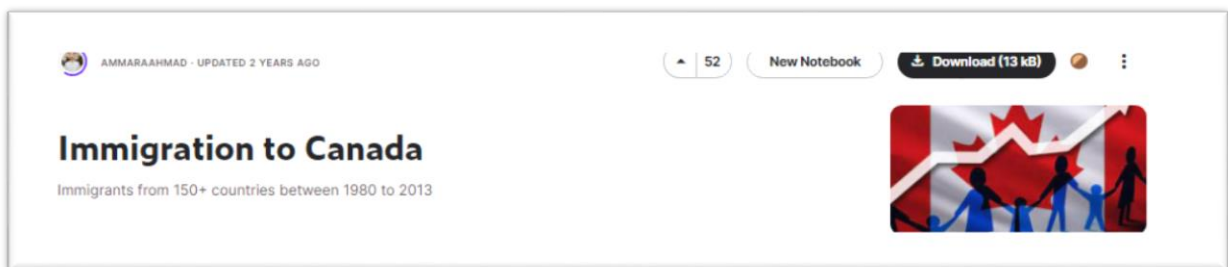 AMMARAAHMAD · UPDATED 2 YEARS AGO
52
New Notebook
Download (13 kB)
Immigration to Canada
Immigrants from 150+ countries between 1980 to 2013